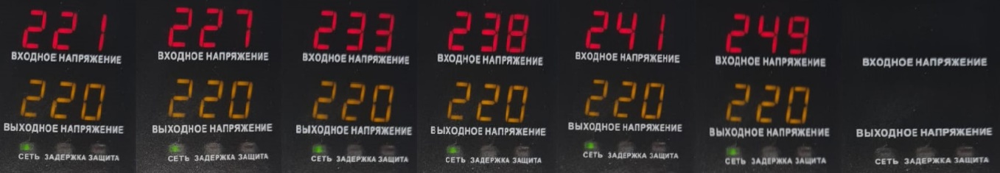 221
ВХОДНОЕ НАПРЯЖЕНИЕ
220
ВЫХОДНОЕ НАПРЯЖЕНИЕ
СЕТЬ ЗАДЕРЖКА ЗАЩИТА
227
ВХОДНОЕ НАПРЯЖЕНИЕ
220
ВЫХОДНОЕ НАПРЯЖЕНИЕ
СЕТЬ ЗАДЕРЖКА ЗАЩИТА
233
ВХОДНОЕ НАПРЯЖЕНИЕ
220
ВЫХОДНОЕ НАПРЯЖЕНИЕ
СЕТЬ ЗАДЕРЖКА ЗАЩИТА
238
ВХОДНОЕ НАПРЯЖЕНИЕ
220
ВЫХОДНОЕ НАПРЯЖЕНИЕ
СЕТЬ ЗАДЕРЖКА ЗАЩИТА
241
ВХОДНОЕ НАПРЯЖЕНИЕ
220
ВЫХОДНОЕ НАПРЯЖЕНИЕ
СЕТЬ ЗАДЕРЖКА ЗАЩИТА
249
ВХОДНОЕ НАПРЯЖЕНИЕ
220
ВЫХОДНОЕ НАПРЯЖЕНИЕ
СЕТЬ ЗАДЕРЖКА ЗАЩИТА
ВХОДНОЕ НАПРЯЖЕНИЕ
ВЫХОДНОЕ НАПРЯЖЕНИЕ
СЕТЬ ЗАДЕРЖКА ЗАЩИТА